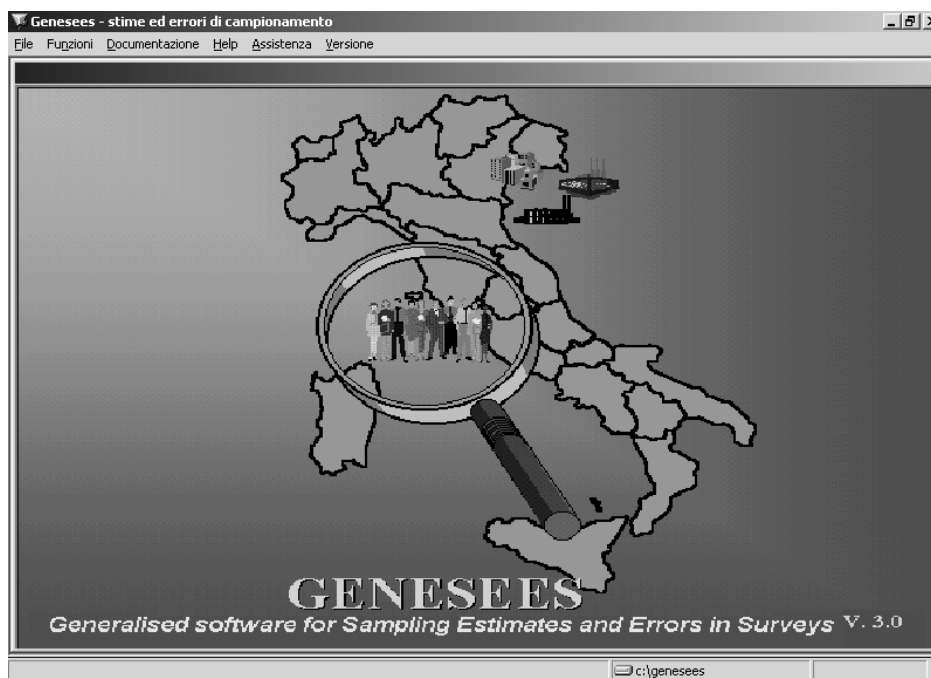 Genesees - stime ed errori di campionamento
File Funzioni Documentazione Help Assistenza Versione
GENESEES
Generalised software for Sampling Estimates and Errors in Surveys V. 3.0
c:\genesees